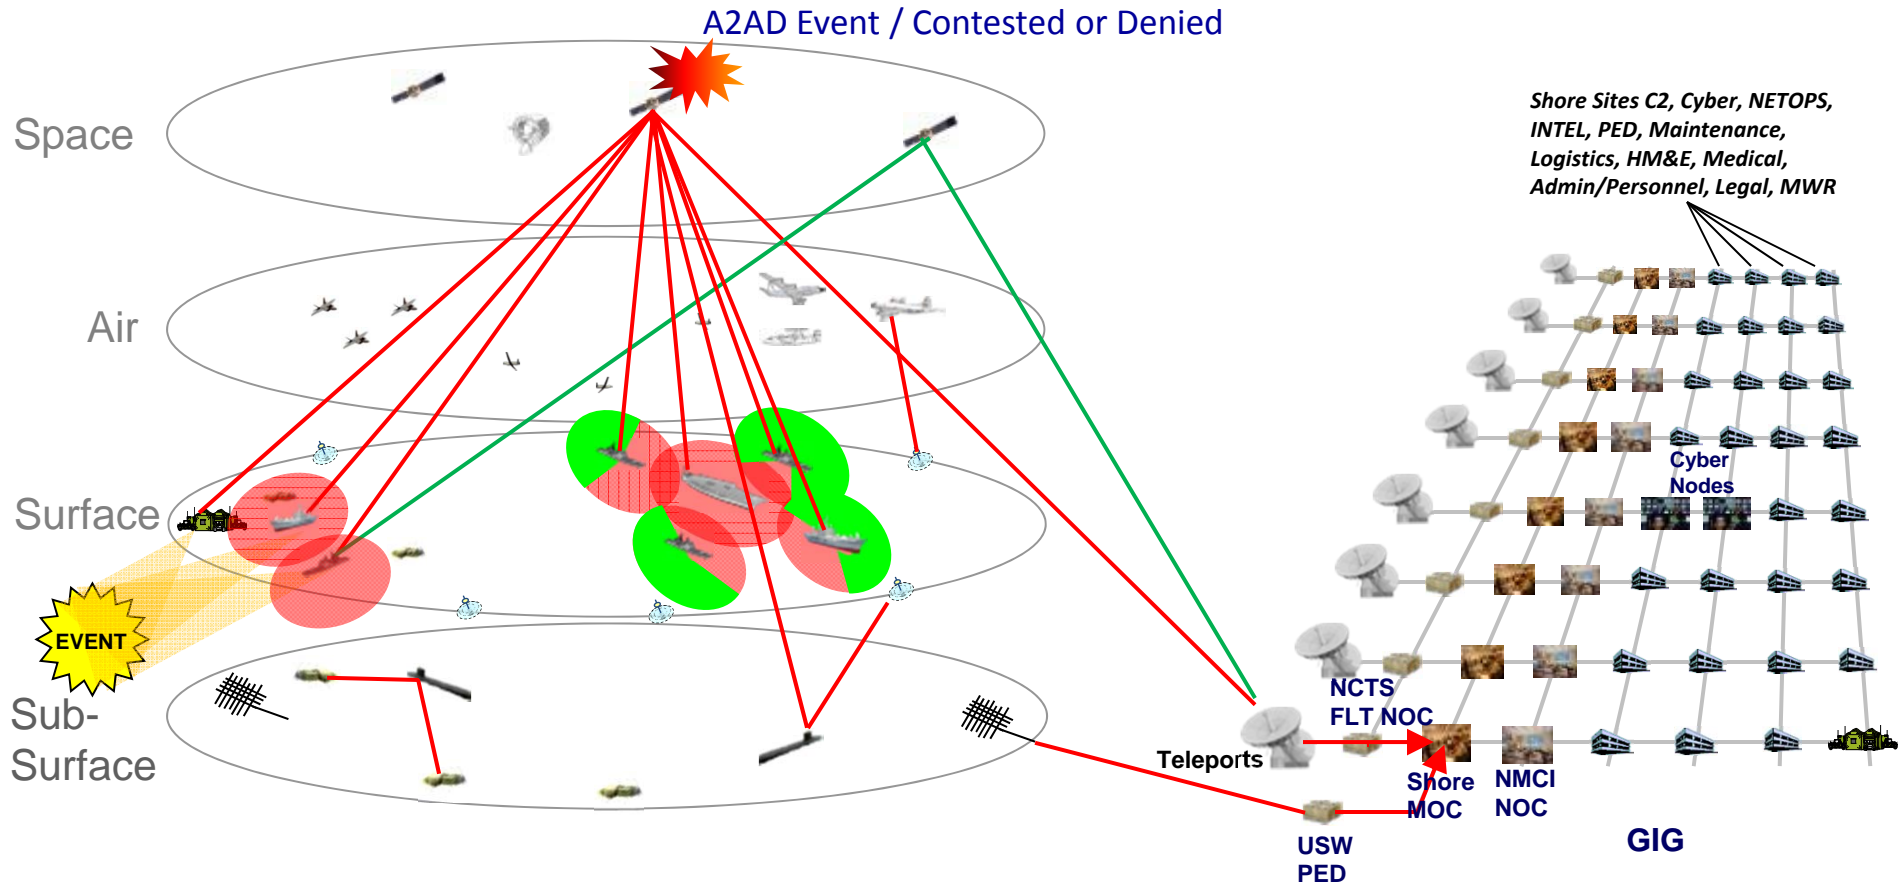 A2AD Event / Contested or Denied
Space
Shore Sites C2, Cyber, NETOPS,
INTEL, PED, Maintenance,
Logistics, HM&E, Medical,
Admin/Personnel, Legal, MWR
Air
Cyber
Nodes
Surface
EVENT
Sub-
Surface
NCTS
FLT NOC
Teleports
Shore
MOC
NMCI
NOC
USW
PED
GIG